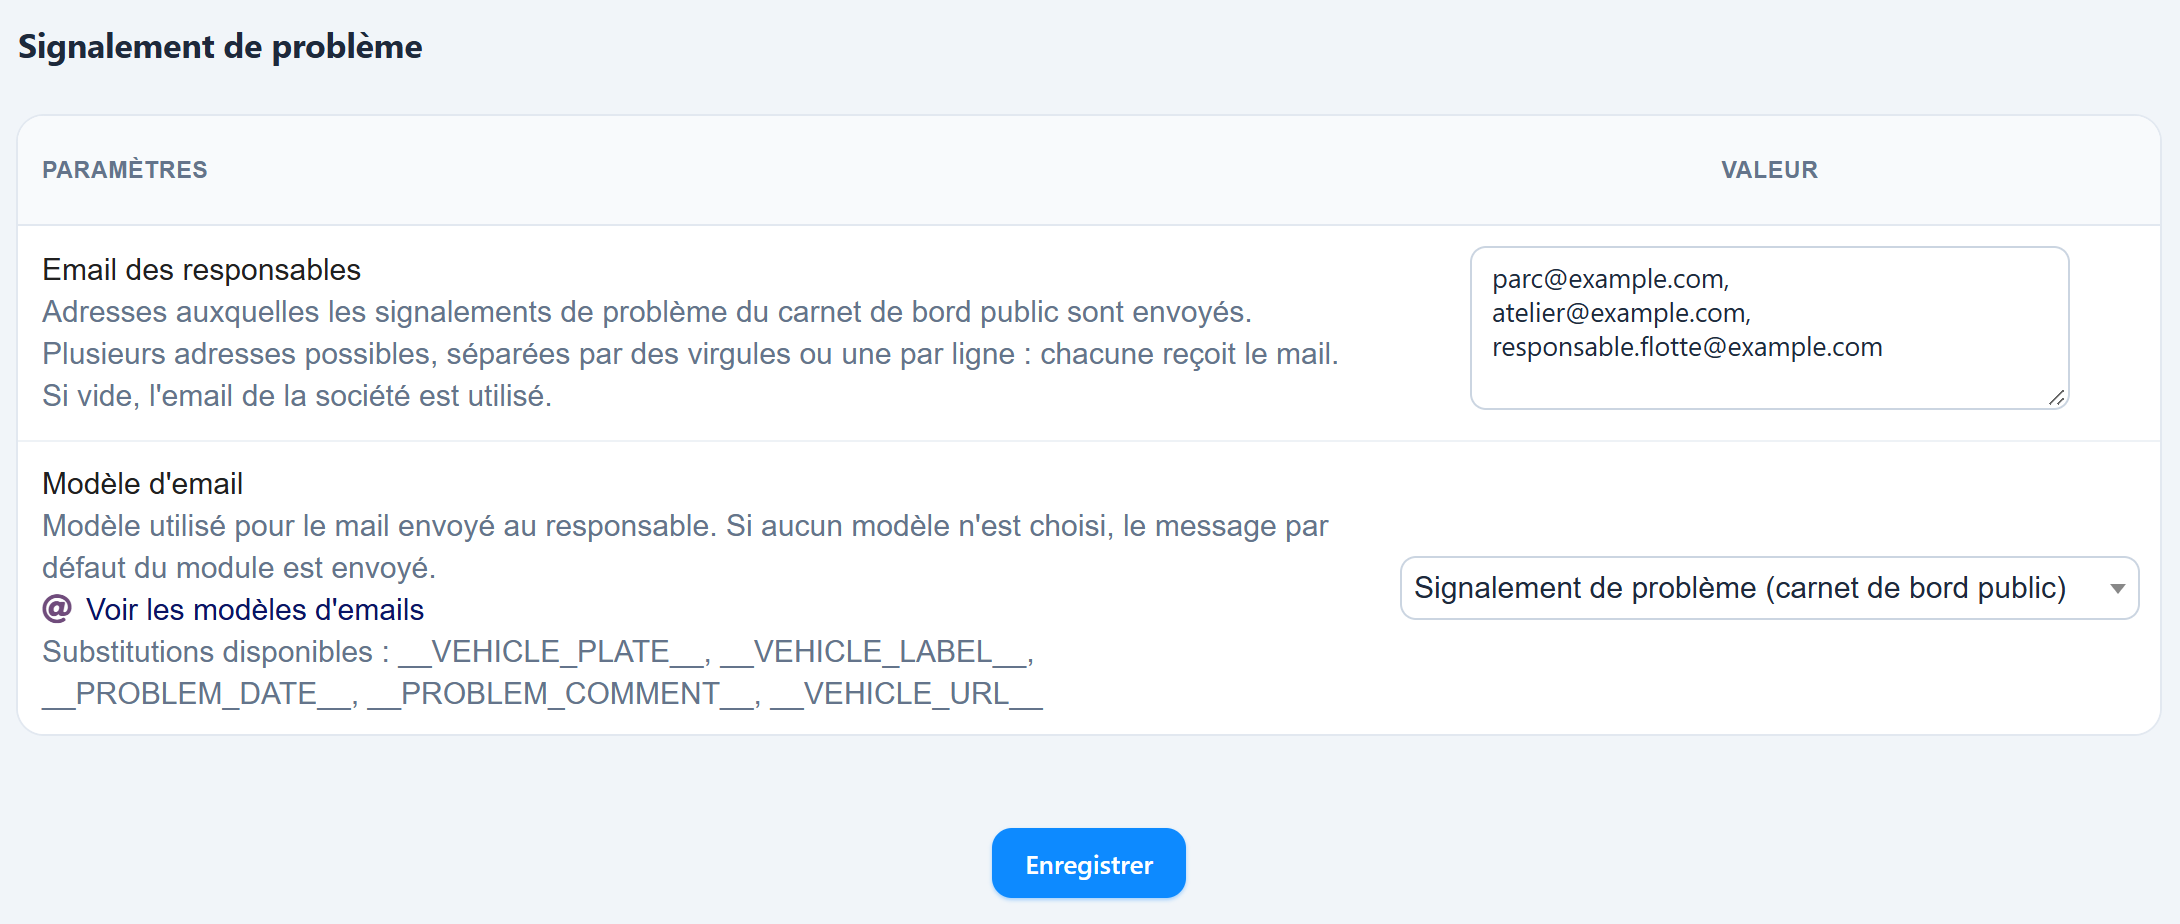 Signalement de problème
PARAMÈTRES
VALEUR
Email des responsables
Adresses auxquelles les signalements de problème du carnet de bord public sont envoyés.
Plusieurs adresses possibles, séparées par des virgules ou une par ligne : chacune reçoit le mail.
Si vide, l'email de la société est utilisé.
parc@example.com,
atelier@example.com,
responsable.flotte@example.com
Modèle d'email
Modèle utilisé pour le mail envoyé au responsable. Si aucun modèle n'est choisi, le message par
défaut du module est envoyé.
@ Voir les modèles d'emails
Substitutions disponibles : __VEHICLE_PLATE__, __VEHICLE_LABEL__,
__PROBLEM_DATE__, __PROBLEM_COMMENT__, __VEHICLE_URL__
Signalement de problème (carnet de bord public)
Enregistrer